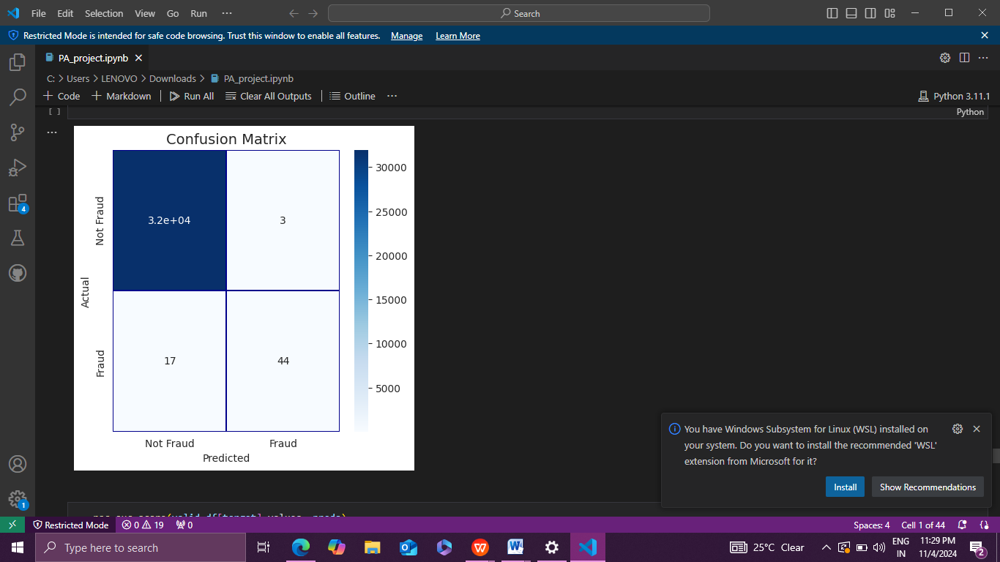 File Edit Selection View Go Run ··· Search
Restricted Mode is intended for safe code browsing. Trust this window to enable all features. Manage Learn More
PA_project.ipynb
C: > Users > LENOVO > Downloads > PA_project.ipynb
+ Code + Markdown | Run All Clear All Outputs | Outline ··· Python 3.11.1
[ ] Python
Confusion Matrix
30000
3.2e+04 3
Not Fraud
25000
20000
Actual
15000
10000
17 44
Fraud
5000
Not Fraud Fraud
Predicted
You have Windows Subsystem for Linux (WSL) installed on
your system. Do you want to install the recommended 'WSL'
extension from Microsoft for it?
Install Show Recommendations
4
1
Restricted Mode 0 19 0 Spaces: 4 Cell 1 of 44
Type here to search 25°C Clear ENG 11:29 PM
IN 11/4/2024 2